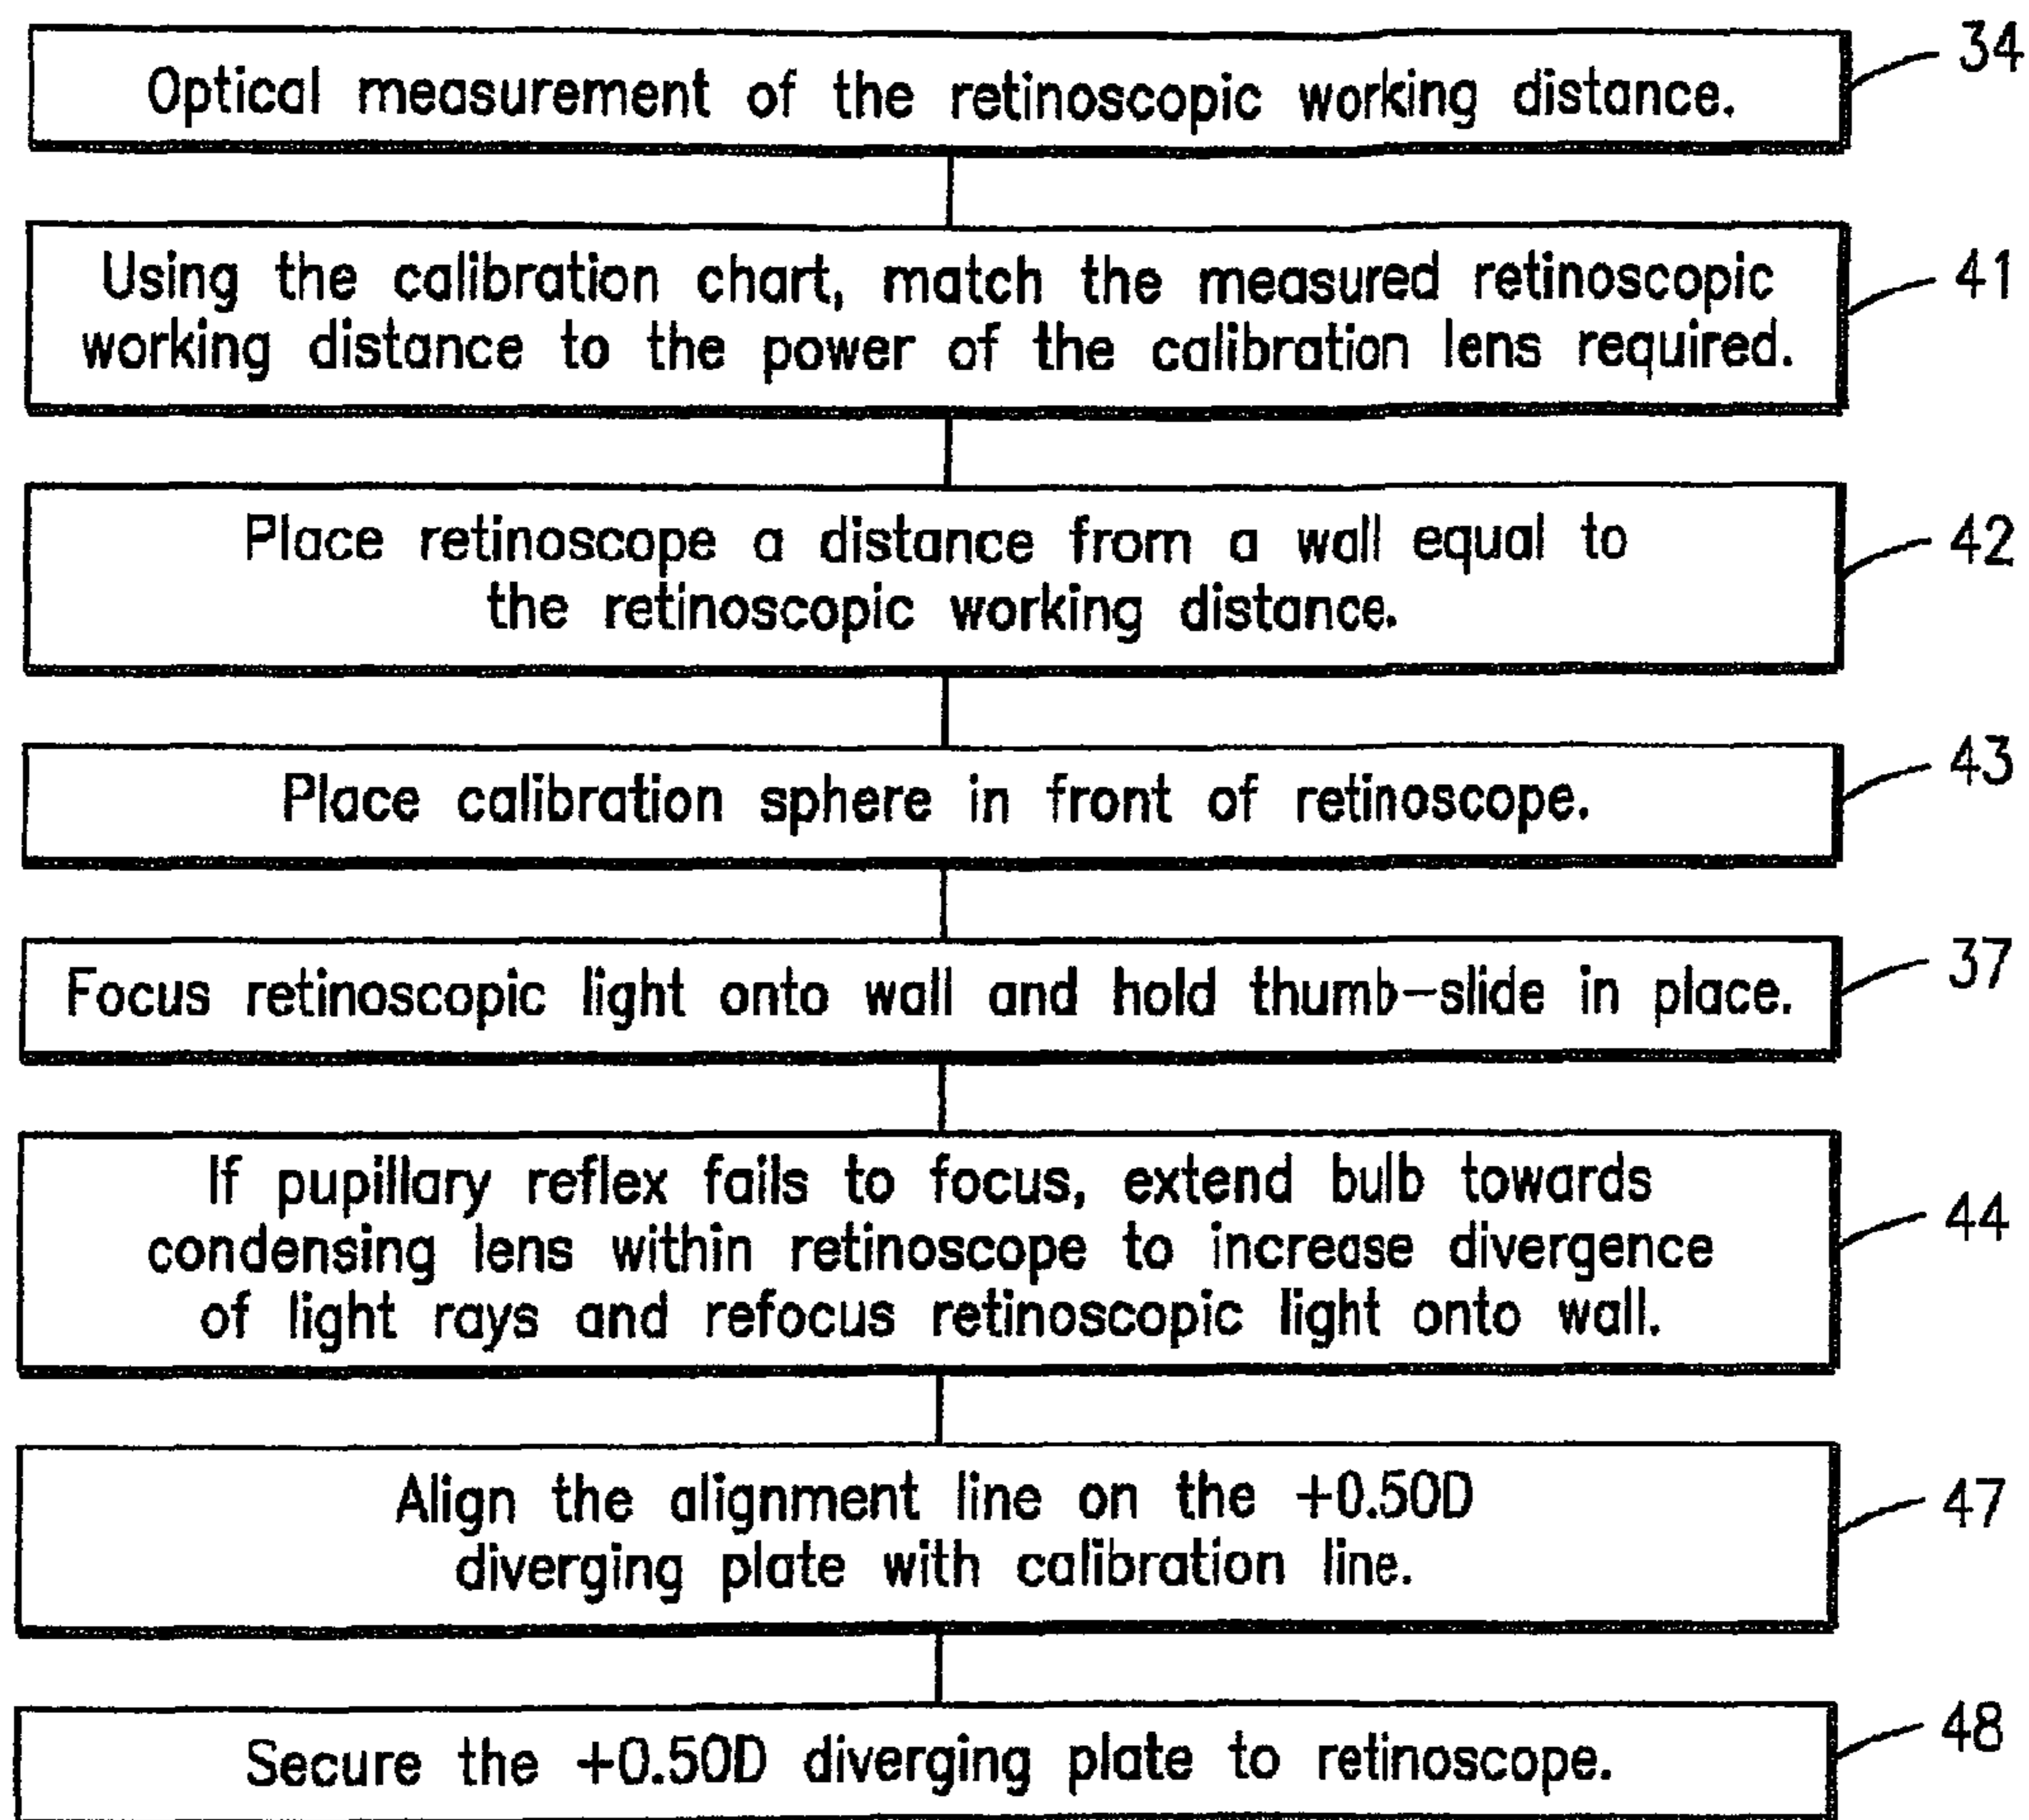 Optical measurement of the retinoscopic working distance.
34
Using the calibration chart, match the measured retinoscopic
working distance to the power of the calibration lens required.
41
Place retinoscope a distance from a wall equal to
the retinoscopic working distance.
42
Place calibration sphere in front of retinoscope.
43
Focus retinoscopic light onto wall and hold thumb-slide in place.
37
If pupillary reflex fails to focus, extend bulb towards
condensing lens within retinoscope to increase divergence
of light rays and refocus retinoscopic light onto wall.
44
Align the alignment line on the +0.50D
diverging plate with calibration line.
47
Secure the +0.50D diverging plate to retinoscope.
48